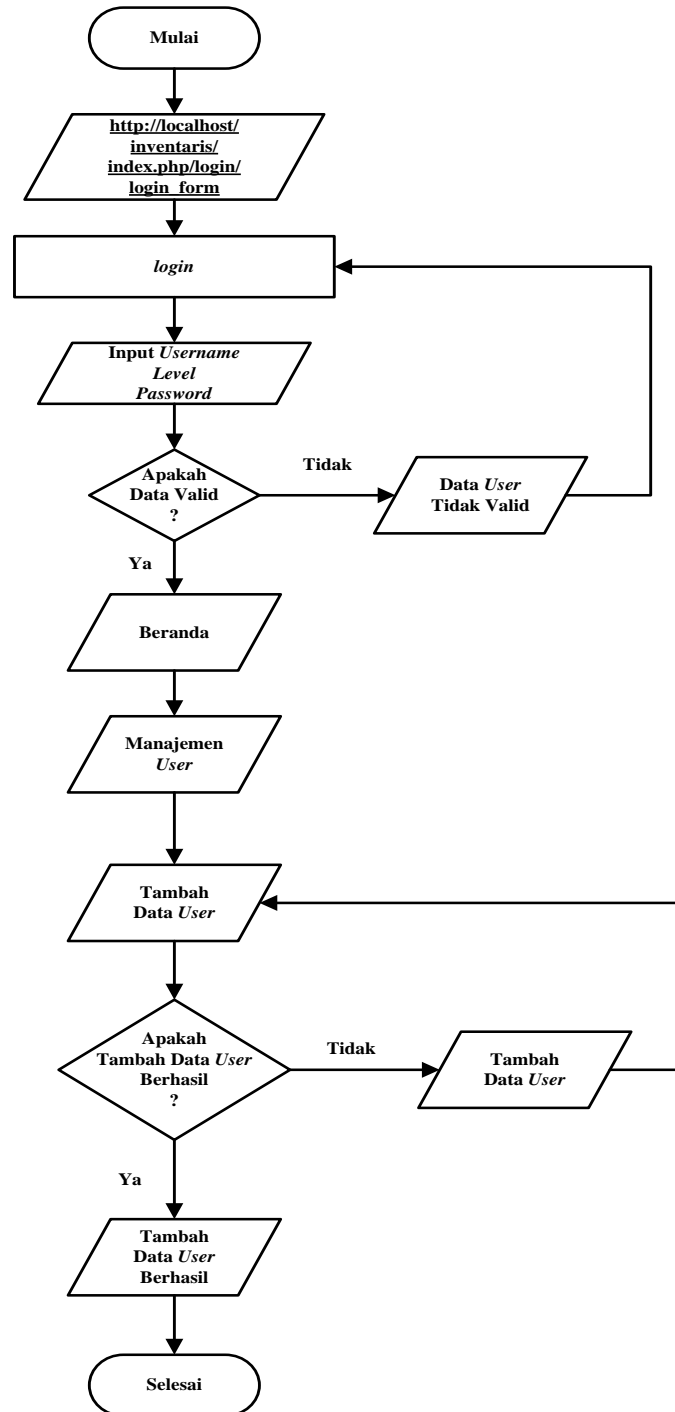 Mulai
http://localhost/
inventaris/
index.php/login/
login_form
login
Input Username
Level
Password
Apakah
Data Valid
?
Tidak
Data User
Tidak Valid
Ya
Beranda
Manajemen
User
Tambah
Data User
Apakah
Tambah Data User
Berhasil
?
Tidak
Tambah
Data User
Ya
Tambah
Data User
Berhasil
Selesai